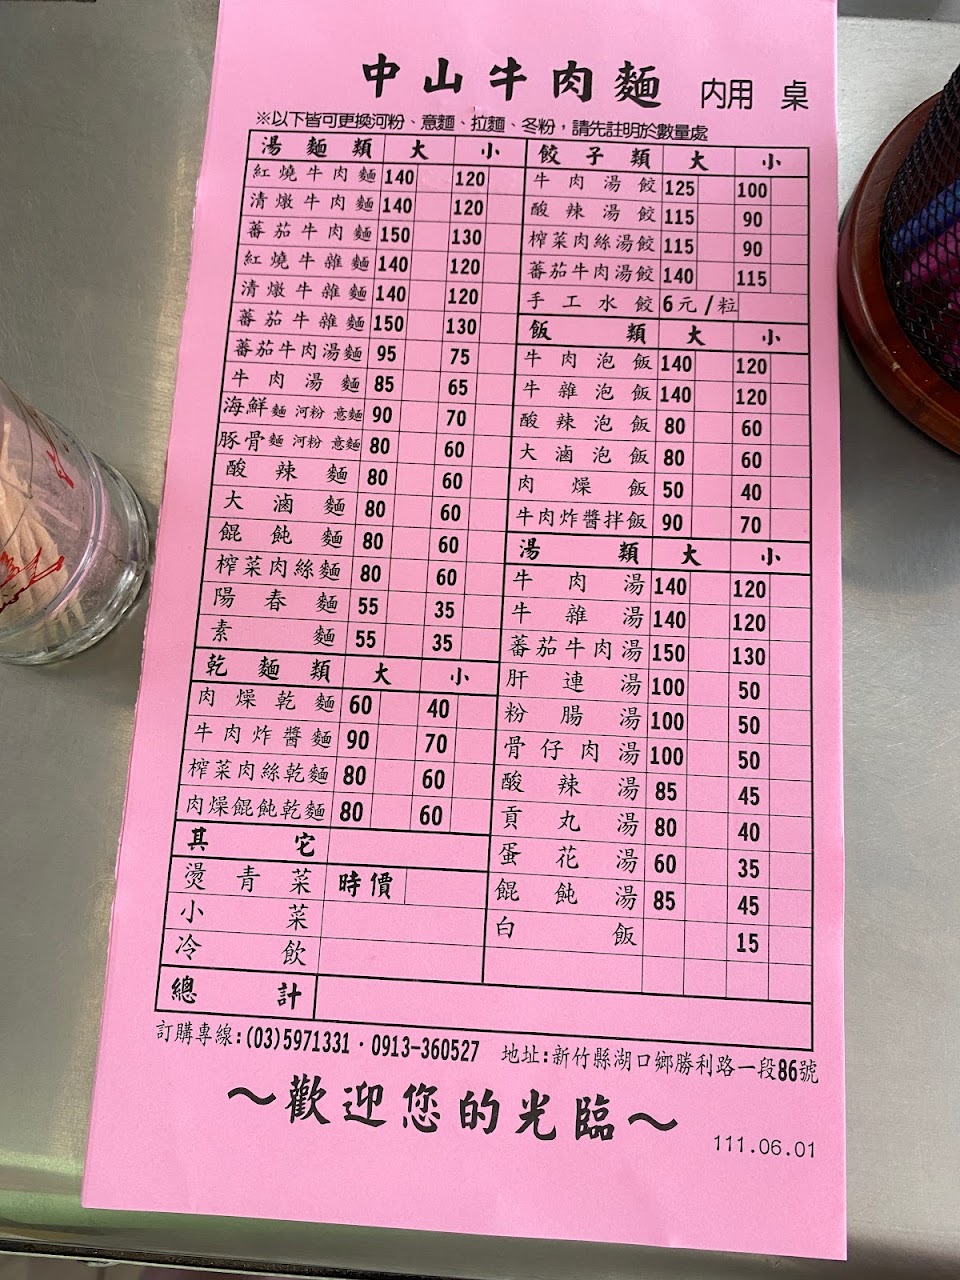 中山牛肉麵 內用 桌
※以下皆可更換河粉、意麵、拉麵、冬粉，請先註明於數量處
湯麵類 大 小
紅燒牛肉麵 140 120
清燉牛肉麵 140 120
蕃茄牛肉麵 150 130
紅燒牛雜麵 140 120
清燉牛雜麵 140 120
蕃茄牛雜麵 150 130
蕃茄牛肉湯麵 95 75
牛肉湯麵 85 65
海鮮麵 河粉 意麵 90 70
豚骨麵 河粉 意麵 80 60
酸辣麵 80 60
大滷麵 80 60
餛飩麵 80 60
榨菜肉絲麵 80 60
陽春麵 55 35
素麵 55 35
乾麵類 大 小
肉燥乾麵 60 40
牛肉炸醬麵 90 70
榨菜肉絲乾麵 80 60
肉燥餛飩乾麵 80 60
其它
燙青菜 時價
小菜
冷飲
總計
餃子類 大 小
牛肉湯餃 125 100
酸辣湯餃 115 90
榨菜肉絲湯餃 115 90
蕃茄牛肉湯餃 140 115
手工水餃 6元/粒
飯類 大 小
牛肉泡飯 140 120
牛雜泡飯 140 120
酸辣泡飯 80 60
大滷泡飯 80 60
肉燥飯 50 40
牛肉炸醬拌飯 90 70
湯類 大 小
牛肉湯 140 120
牛雜湯 140 120
蕃茄牛肉湯 150 130
肝連湯 100 50
粉腸湯 100 50
骨仔肉湯 100 50
酸辣湯 85 45
貢丸湯 80 40
蛋花湯 60 35
餛飩湯 85 45
白飯 15
訂購專線:(03)5971331·0913-360527 地址:新竹縣湖口鄉勝利路一段86號
～歡迎您的光臨～
111.06.01